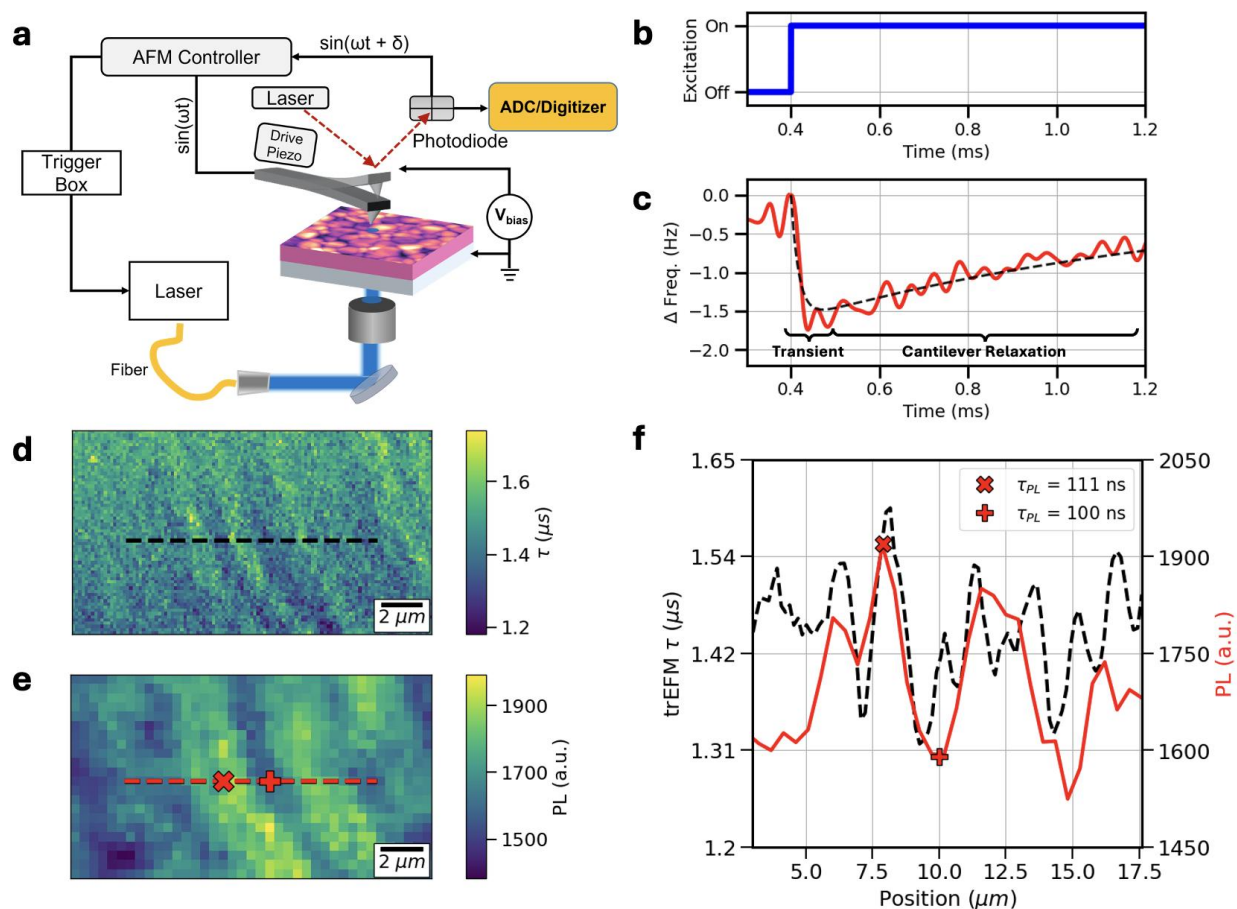 a
AFM Controller
sin(ωt + δ)
Laser
ADC/Digitizer
Photodiode
Drive
Piezo
sin(ωt)
Trigger
Box
Vbias
Laser
Fiber
b
Excitation
On
Off
0.4
0.6
0.8
1.0
1.2
Time (ms)
c
Δ Freq. (Hz)
0.0
−0.5
−1.0
−1.5
−2.0
Transient
Cantilever Relaxation
0.4
0.6
0.8
1.0
1.2
Time (ms)
d
2 μm
1.6
1.4
1.2
τ (μs)
e
2 μm
1900
1700
1500
PL (a.u.)
f
trEFM τ (μs)
1.65
1.54
1.42
1.31
1.2
τPL = 111 ns
τPL = 100 ns
2050
1900
1750
1600
1450
PL (a.u.)
5.0
7.5
10.0
12.5
15.0
17.5
Position (μm)